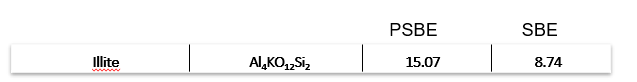 PSBE SBE
Illite Al₄KO₁₂Si₂ 15.07 8.74